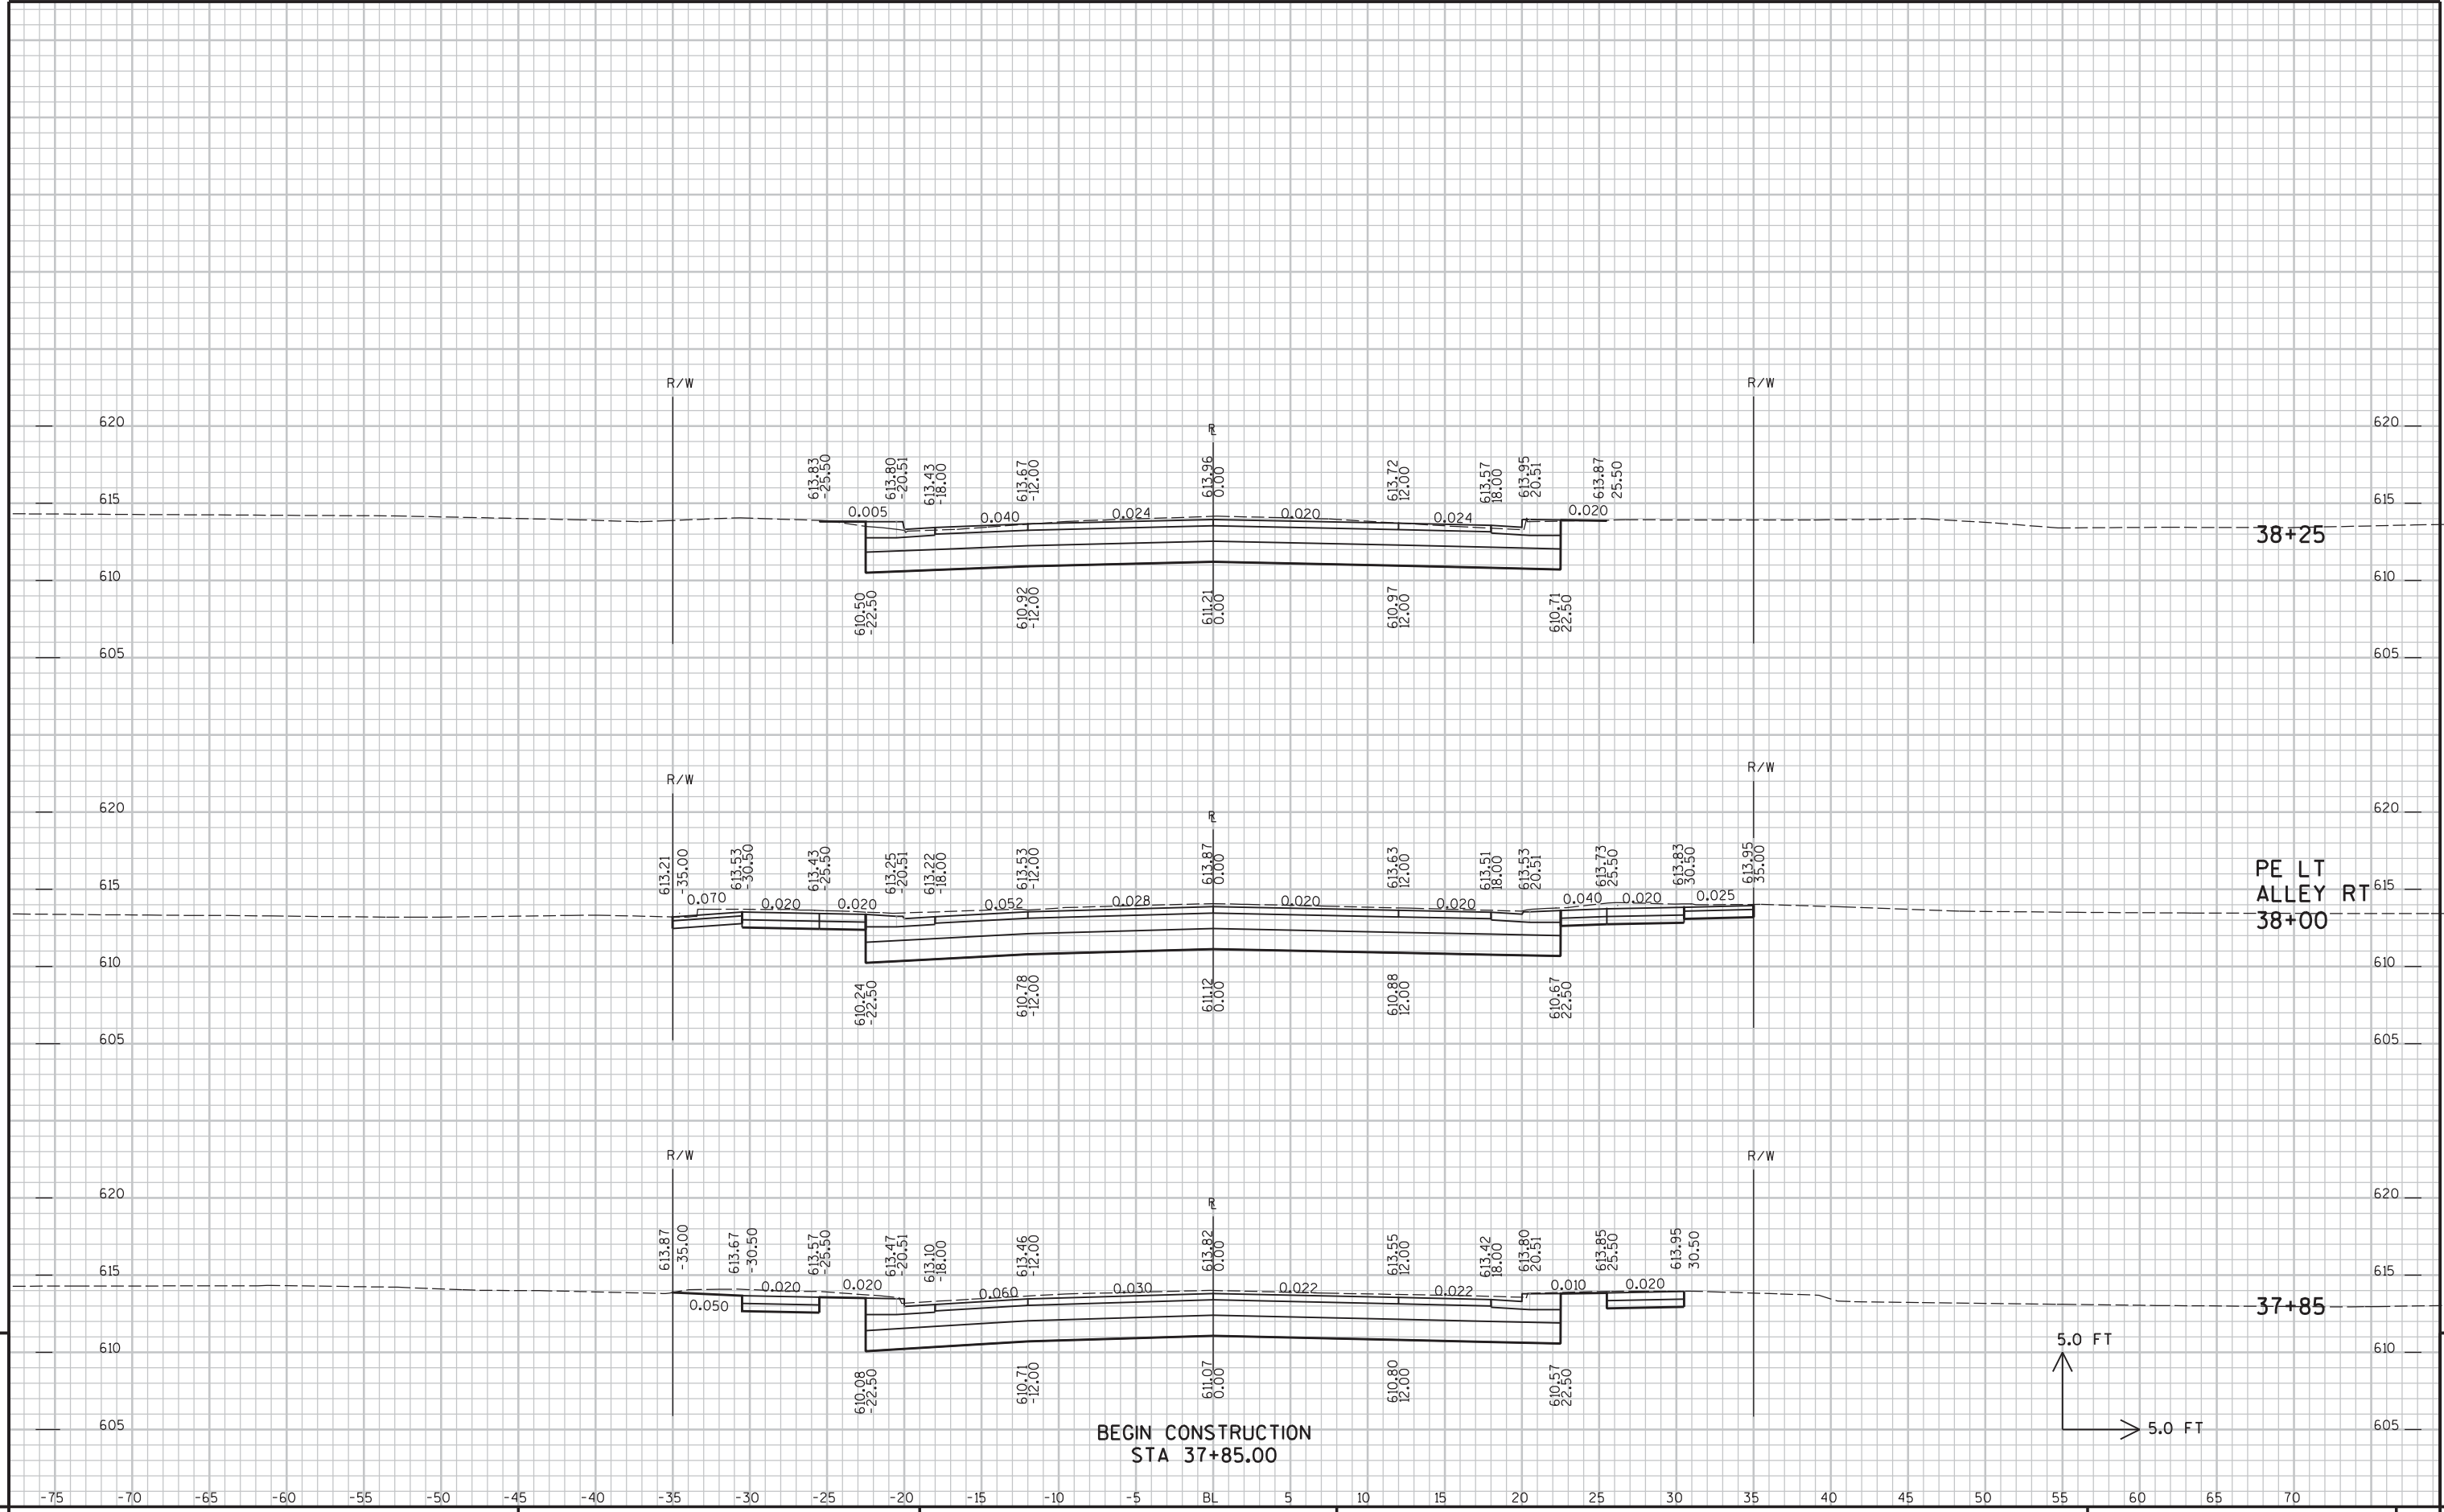 R/W R/W
620 620
R
613.83 -25.50 613.80 -20.51 613.43 -18.00 613.67 -12.00 613.96 0.00 613.72 12.00 613.57 18.00 613.95 20.51 613.87 25.50
615 615
0.005 0.040 0.024 0.020 0.024 0.020
38+25
610 610
610.50 -22.50 610.92 -12.00 611.21 0.00 610.97 12.00 610.71 22.50
605 605
R/W R/W
620 620
R
613.21 -35.00 613.53 -30.50 613.43 -25.50 613.25 -20.51 613.22 -18.00 613.53 -12.00 613.87 0.00 613.63 12.00 613.51 18.00 613.53 20.51 613.73 25.50 613.83 30.50 613.95 35.00
PE LT
615 615
ALLEY RT
0.070 0.020 0.020 0.052 0.028 0.020 0.020 0.040 0.020 0.025
38+00
610 610
610.24 -22.50 610.78 -12.00 611.12 0.00 610.88 12.00 610.67 22.50
605 605
R/W R/W
620 620
R
613.87 -35.00 613.67 -30.50 613.57 -25.50 613.47 -20.51 613.10 -18.00 613.46 -12.00 613.82 0.00 613.55 12.00 613.42 18.00 613.80 20.51 613.85 25.50 613.95 30.50
615 615
0.050 0.020 0.020 0.060 0.030 0.022 0.022 0.010 0.020
37+85
5.0 FT
610 610
610.08 -22.50 610.71 -12.00 611.07 0.00 610.80 12.00 610.57 22.50
605 605
5.0 FT
BEGIN CONSTRUCTION
STA 37+85.00
-75 -70 -65 -60 -55 -50 -45 -40 -35 -30 -25 -20 -15 -10 -5 BL 5 10 15 20 25 30 35 40 45 50 55 60 65 70